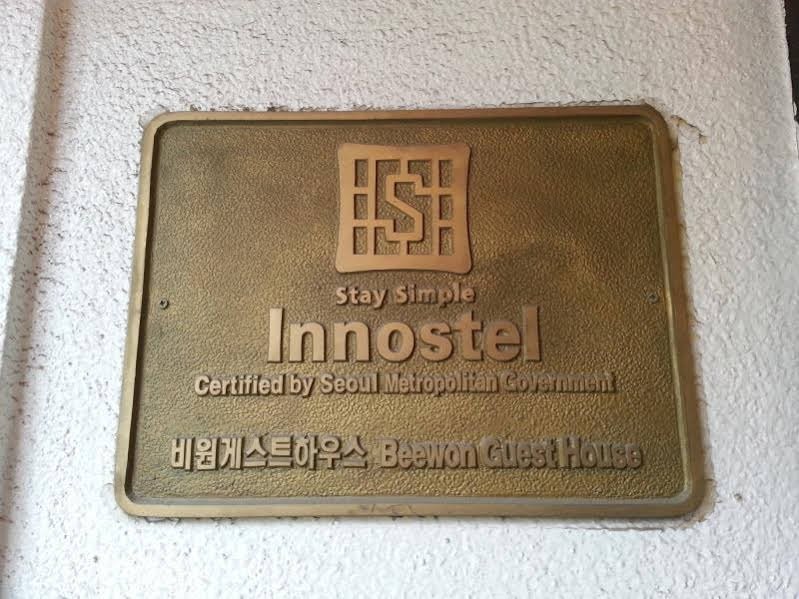 S
Stay Simple
Innostel
Certified by Seoul Metropolitan Government
비원게스트하우스 Beewon Guest House